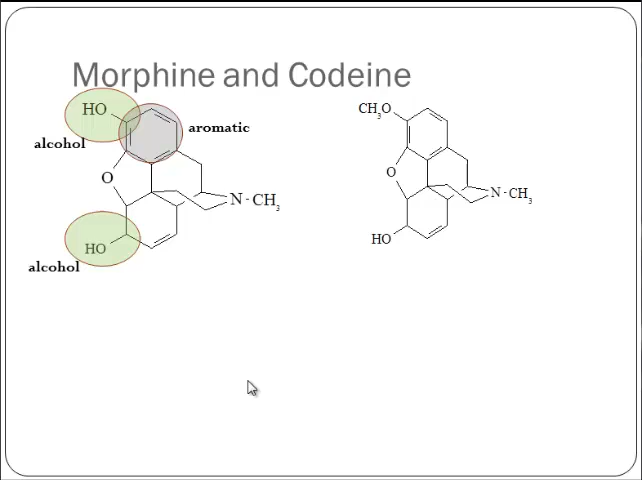 Morphine and Codeine
HO
alcohol
aromatic
O
N - CH3
HO
alcohol
CH3O
O
N - CH3
HO